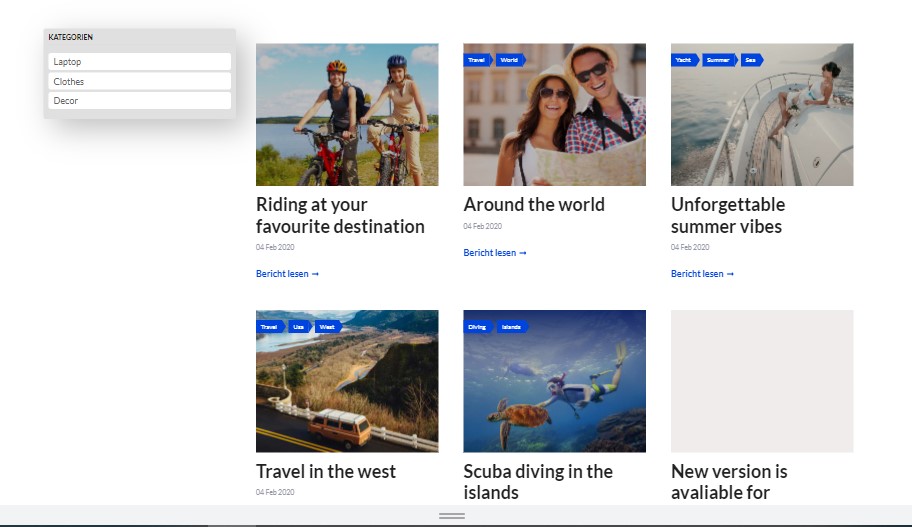 KATEGORIEN
Laptop
Clothes
Decor
Riding at your
favourite destination
04 Feb 2020
Bericht lesen →
Travel World
Around the world
04 Feb 2020
Bericht lesen →
Yacht Summer Sea
Unforgettable
summer vibes
04 Feb 2020
Bericht lesen →
Travel Usa West
Travel in the west
04 Feb 2020
Diving Islands
Scuba diving in the
islands
New version is
avaliable for